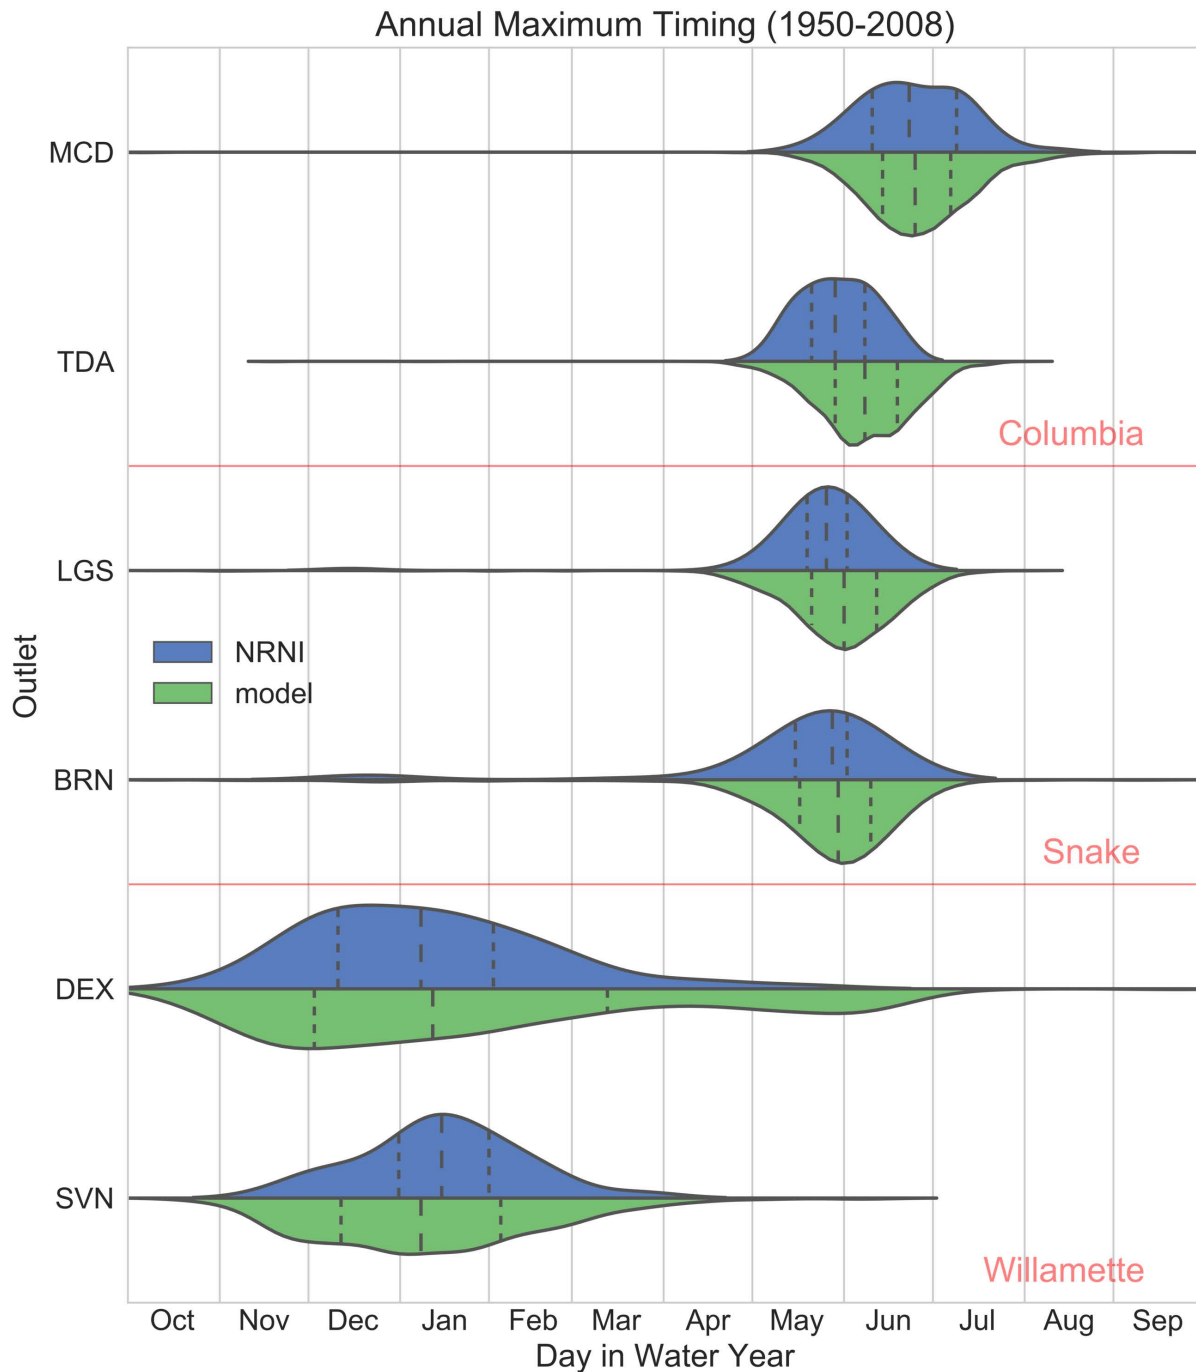 Annual Maximum Timing (1950-2008)
MCD
TDA
Columbia
LGS
Outlet
NRNI
model
BRN
Snake
DEX
SVN
Willamette
Oct Nov Dec Jan Feb Mar Apr May Jun Jul Aug Sep
Day in Water Year